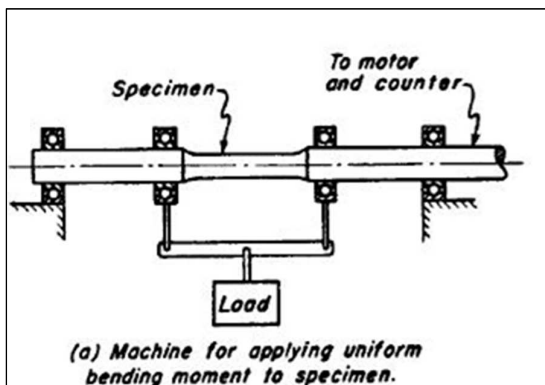 Specimen
To motor
and counter
Load
(a) Machine for applying uniform
bending moment to specimen.